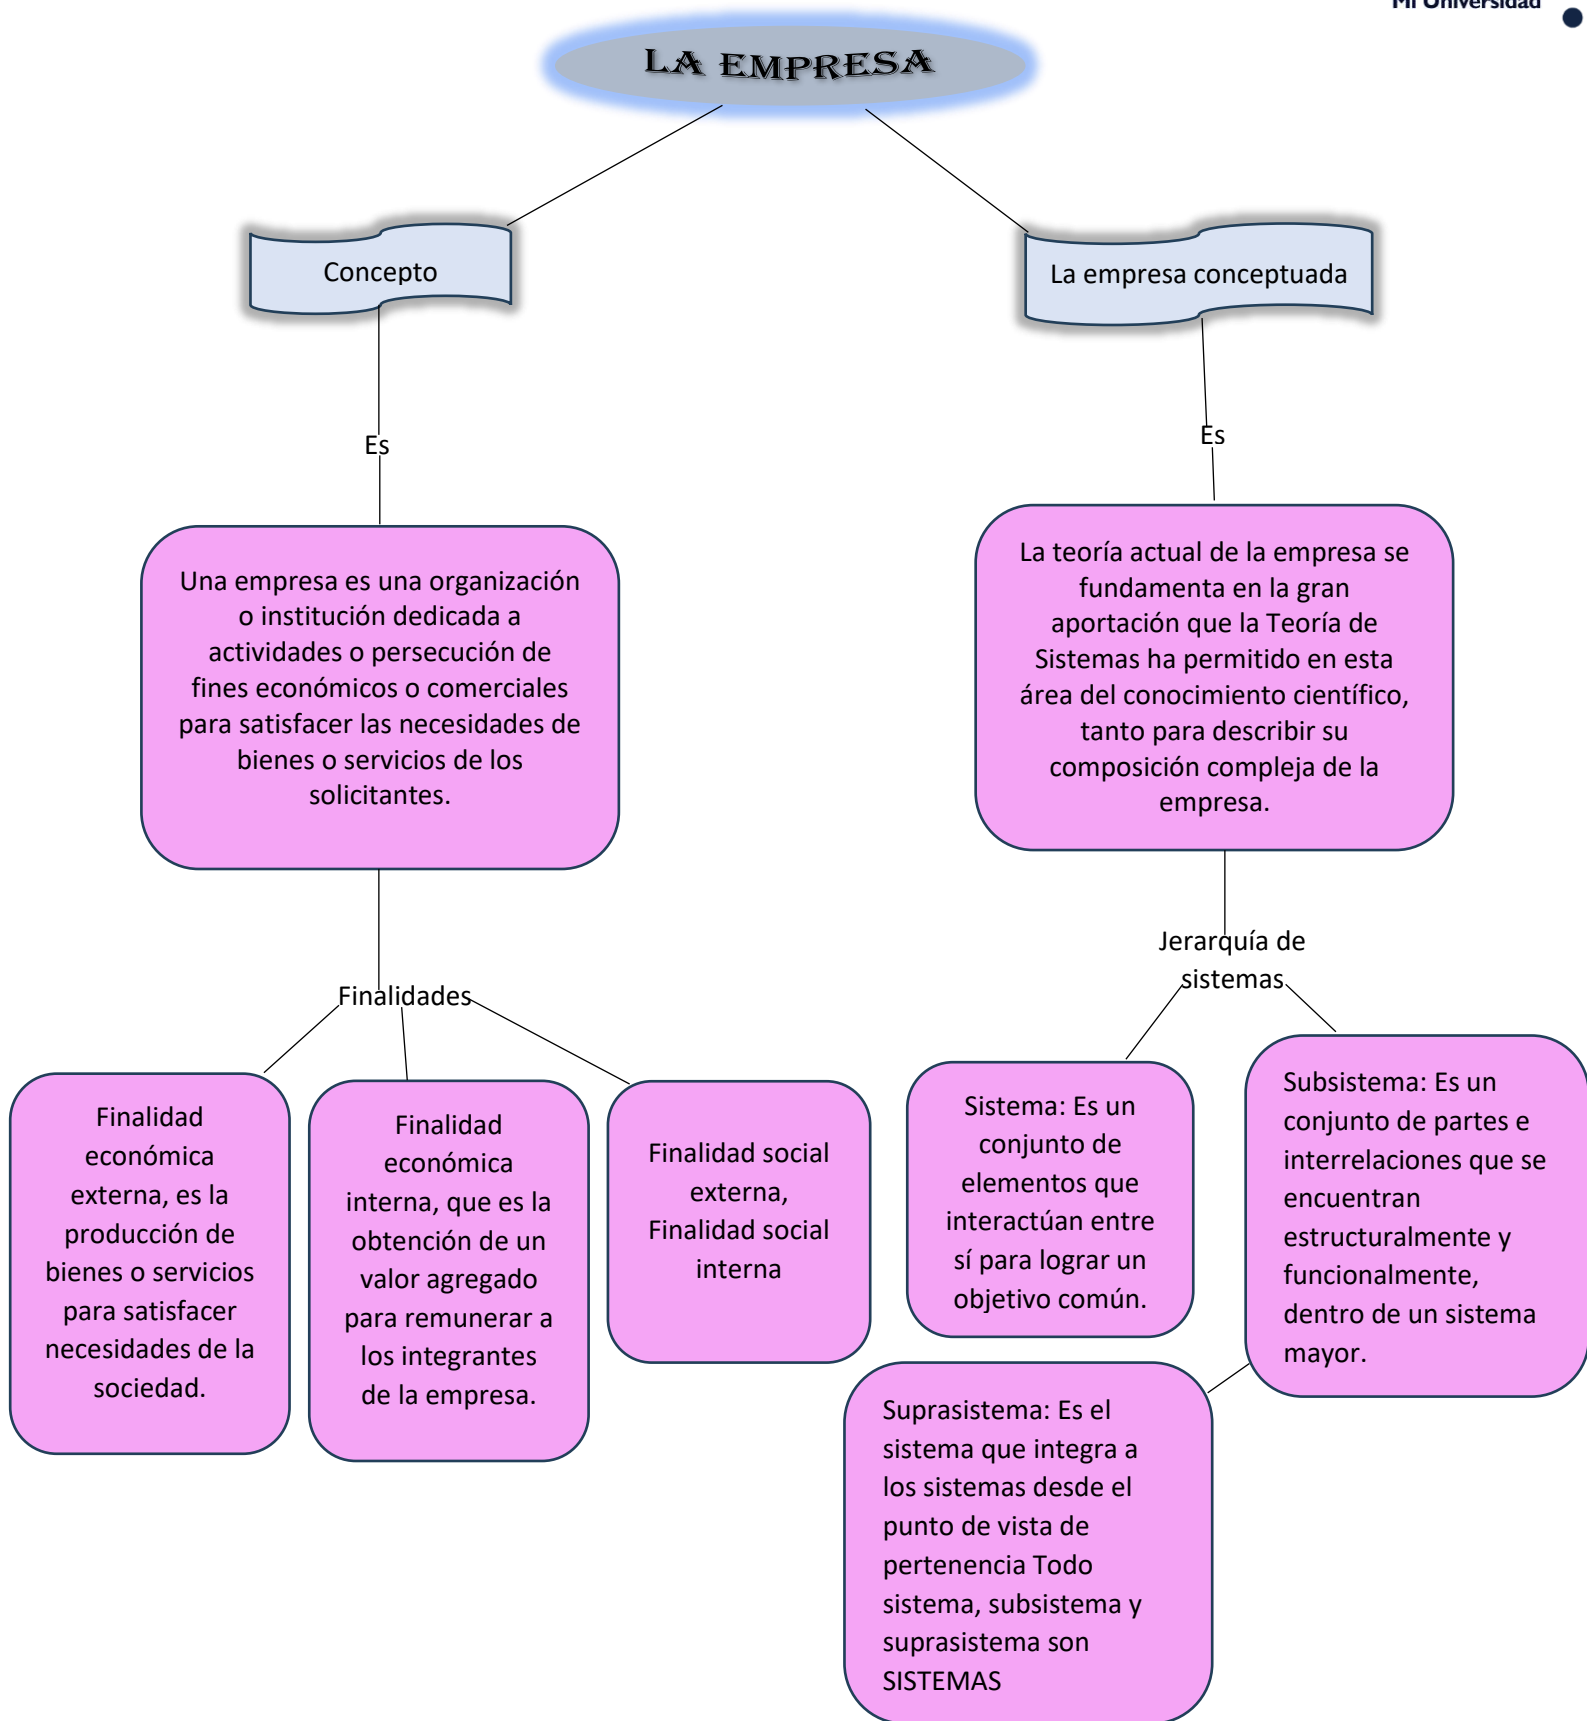 Mi Universidad
LA EMPRESA
Concepto
Es
Una empresa es una organización
o institución dedicada a
actividades o persecución de
fines económicos o comerciales
para satisfacer las necesidades de
bienes o servicios de los
solicitantes.
Finalidades
Finalidad
económica
externa, es la
producción de
bienes o servicios
para satisfacer
necesidades de la
sociedad.
Finalidad
económica
interna, que es la
obtención de un
valor agregado
para remunerar a
los integrantes
de la empresa.
Finalidad social
externa,
Finalidad social
interna
La empresa conceptuada
Es
La teoría actual de la empresa se
fundamenta en la gran
aportación que la Teoría de
Sistemas ha permitido en esta
área del conocimiento científico,
tanto para describir su
composición compleja de la
empresa.
Jerarquía de
sistemas
Sistema: Es un
conjunto de
elementos que
interactúan entre
sí para lograr un
objetivo común.
Subsistema: Es un
conjunto de partes e
interrelaciones que se
encuentran
estructuralmente y
funcionalmente,
dentro de un sistema
mayor.
Suprasistema: Es el
sistema que integra a
los sistemas desde el
punto de vista de
pertenencia Todo
sistema, subsistema y
suprasistema son
SISTEMAS